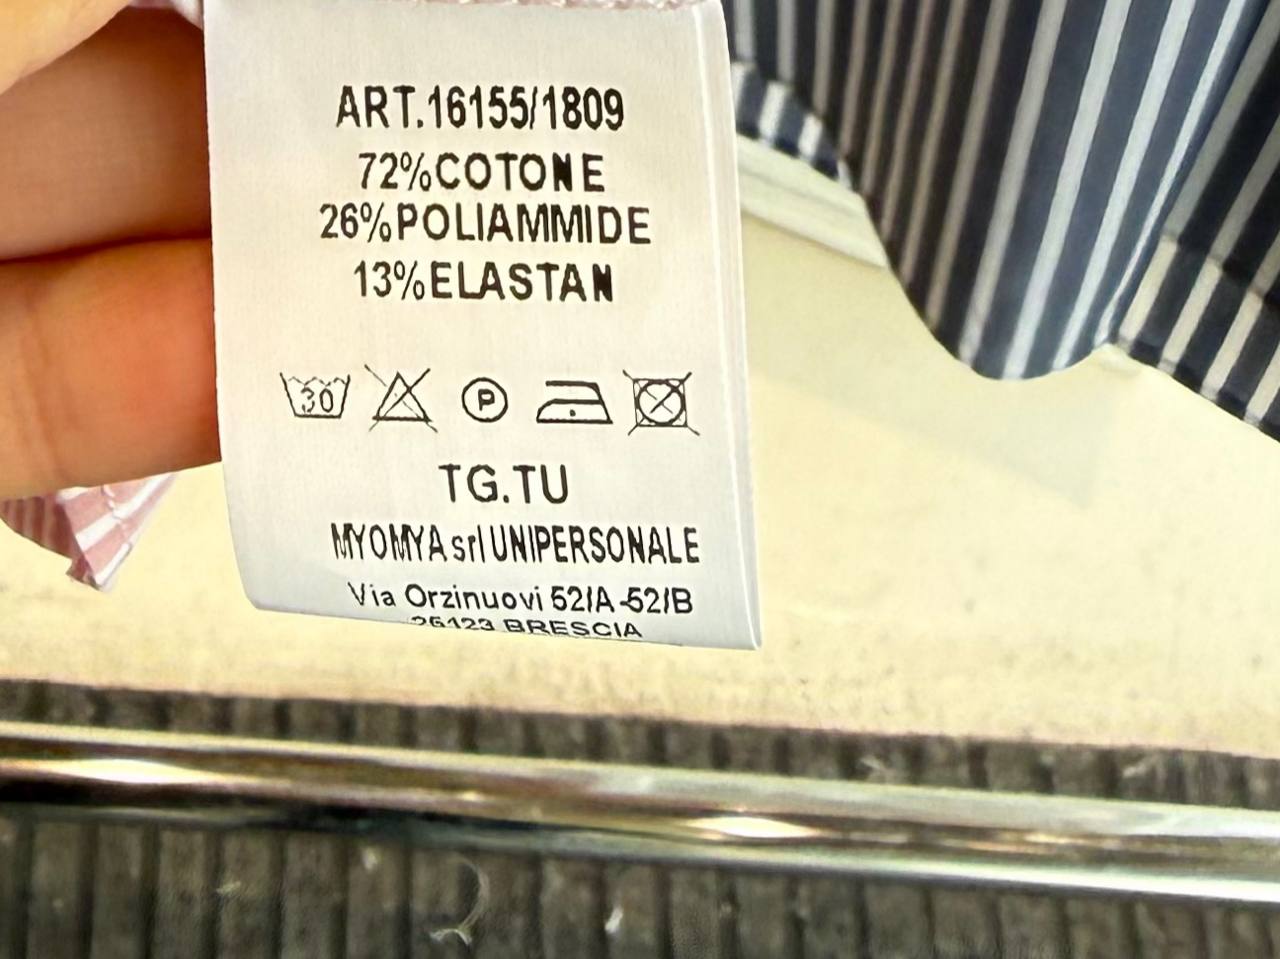 ART.16155/1809
72%COTONE
26%POLIAMMIDE
13%ELASTAN
30
P
TG.TU
MYOMYA srl UNIPERSONALE
Via Orzinuovi 52/A-52/B
25123 BRESCIA